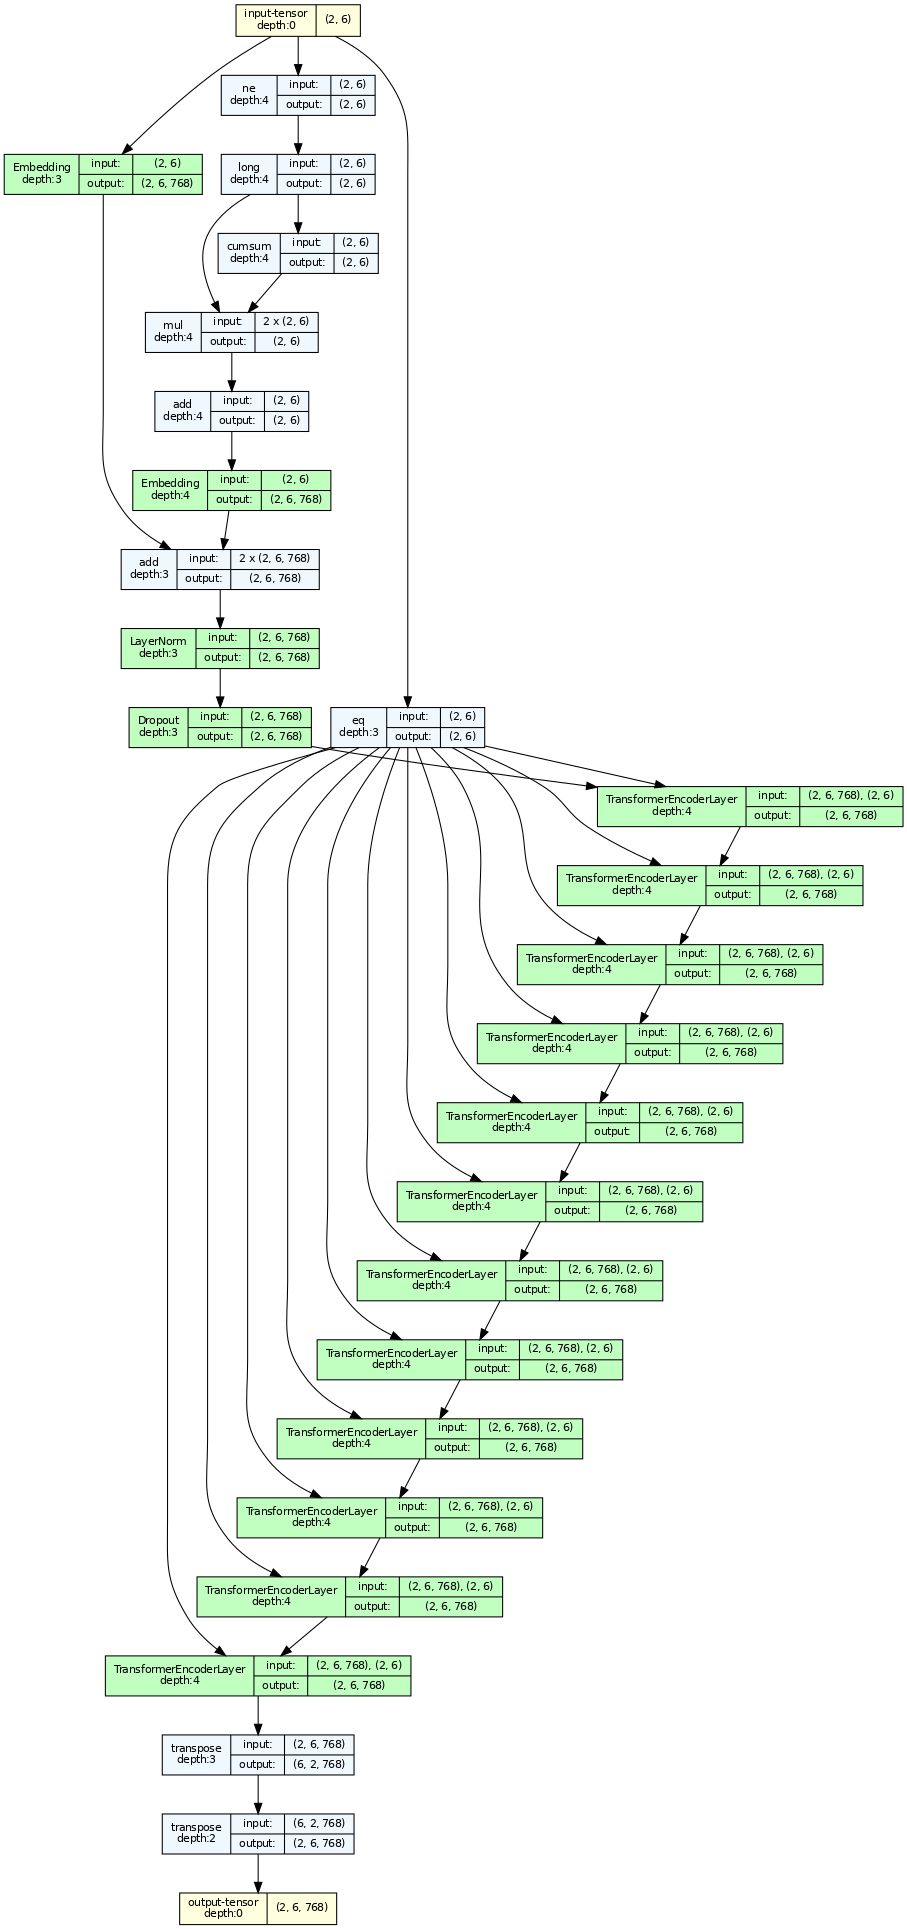 input-tensor
depth:0
(2, 6)
ne
depth:4
input:
(2, 6)
output:
(2, 6)
Embedding
depth:3
input:
(2, 6)
output:
(2, 6, 768)
long
depth:4
input:
(2, 6)
output:
(2, 6)
cumsum
depth:4
input:
(2, 6)
output:
(2, 6)
mul
depth:4
input:
2 x (2, 6)
output:
(2, 6)
add
depth:4
input:
(2, 6)
output:
(2, 6)
Embedding
depth:4
input:
(2, 6)
output:
(2, 6, 768)
add
depth:3
input:
2 x (2, 6, 768)
output:
(2, 6, 768)
LayerNorm
depth:3
input:
(2, 6, 768)
output:
(2, 6, 768)
Dropout
depth:3
input:
(2, 6, 768)
output:
(2, 6, 768)
eq
depth:3
input:
(2, 6)
output:
(2, 6)
TransformerEncoderLayer
depth:4
input:
(2, 6, 768), (2, 6)
output:
(2, 6, 768)
TransformerEncoderLayer
depth:4
input:
(2, 6, 768), (2, 6)
output:
(2, 6, 768)
TransformerEncoderLayer
depth:4
input:
(2, 6, 768), (2, 6)
output:
(2, 6, 768)
TransformerEncoderLayer
depth:4
input:
(2, 6, 768), (2, 6)
output:
(2, 6, 768)
TransformerEncoderLayer
depth:4
input:
(2, 6, 768), (2, 6)
output:
(2, 6, 768)
TransformerEncoderLayer
depth:4
input:
(2, 6, 768), (2, 6)
output:
(2, 6, 768)
TransformerEncoderLayer
depth:4
input:
(2, 6, 768), (2, 6)
output:
(2, 6, 768)
TransformerEncoderLayer
depth:4
input:
(2, 6, 768), (2, 6)
output:
(2, 6, 768)
TransformerEncoderLayer
depth:4
input:
(2, 6, 768), (2, 6)
output:
(2, 6, 768)
TransformerEncoderLayer
depth:4
input:
(2, 6, 768), (2, 6)
output:
(2, 6, 768)
TransformerEncoderLayer
depth:4
input:
(2, 6, 768), (2, 6)
output:
(2, 6, 768)
TransformerEncoderLayer
depth:4
input:
(2, 6, 768), (2, 6)
output:
(2, 6, 768)
transpose
depth:3
input:
(2, 6, 768)
output:
(6, 2, 768)
transpose
depth:2
input:
(6, 2, 768)
output:
(2, 6, 768)
output-tensor
depth:0
(2, 6, 768)